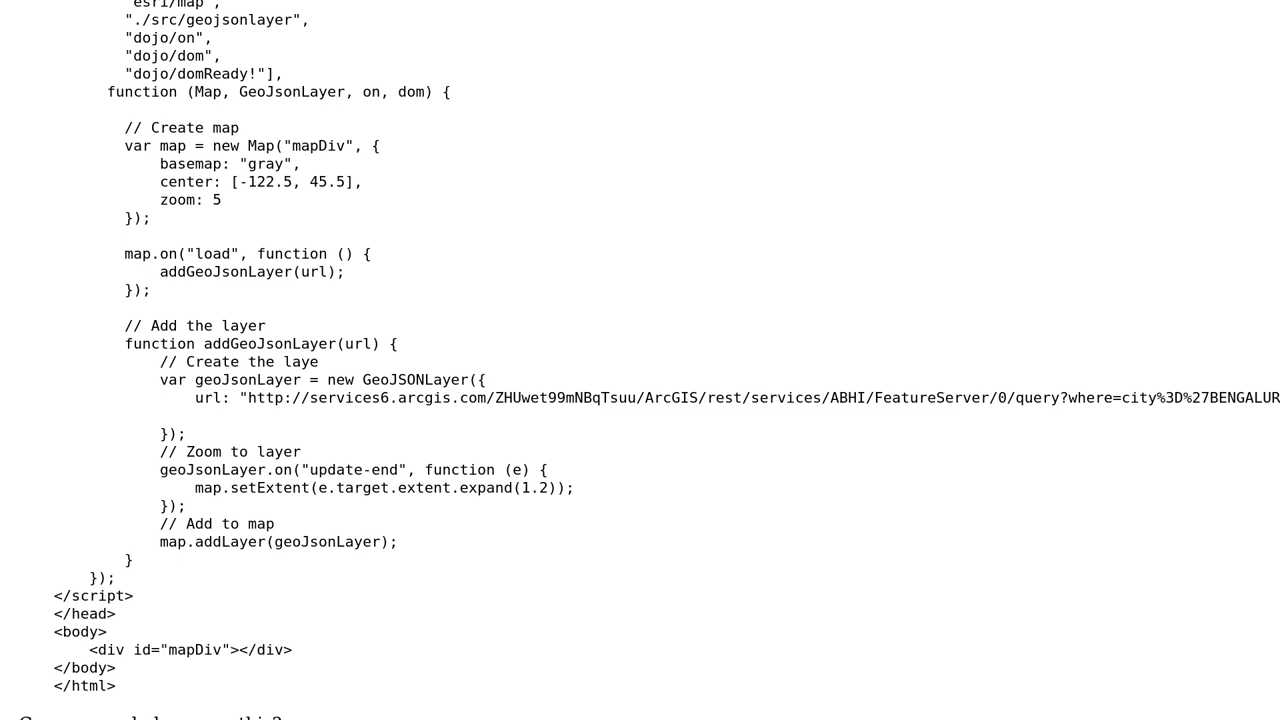 "esri/map",
"./src/geojsonlayer",
"dojo/on",
"dojo/dom",
"dojo/domReady!"],
function (Map, GeoJsonLayer, on, dom) {
// Create map
var map = new Map("mapDiv", {
basemap: "gray",
center: [-122.5, 45.5],
zoom: 5
});
map.on("load", function () {
addGeoJsonLayer(url);
});
// Add the layer
function addGeoJsonLayer(url) {
// Create the laye
var geoJsonLayer = new GeoJSONLayer({
url: "http://services6.arcgis.com/ZHUwet99mNBqTsuu/ArcGIS/rest/services/ABHI/FeatureServer/0/query?where=city%3D%27BENGALUR
});
// Zoom to layer
geoJsonLayer.on("update-end", function (e) {
map.setExtent(e.target.extent.expand(1.2));
});
// Add to map
map.addLayer(geoJsonLayer);
}
});
</script>
</head>
<body>
<div id="mapDiv"></div>
</body>
</html>